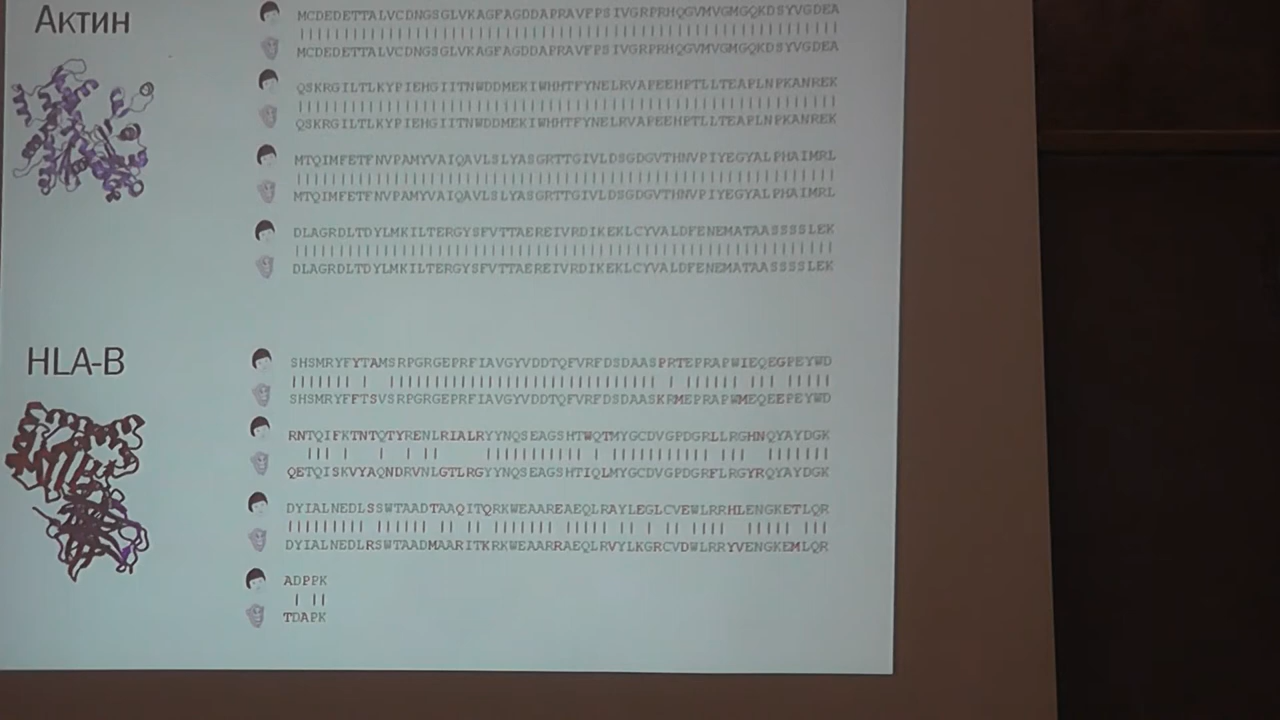 Актин
MCDEDETTALVCDNGSGLVKAGFAGDDAPRAVFPSIVGRPRHQGVMVGMGQKDSYVGDEA
MCDEDETTALVCDNGSGLVKAGFAGDDAPRAVFPSIVGRPRHQGVMVGMGQKDSYVGDEA
QSKRGILTLKYPIEHGIITNWDDMEKIWHHTFYNELRVAPEEHPTLLTEAPLNPKANREK
QSKRGILTLKYPIEHGIITNWDDMEKIWHHTFYNELRVAPEEHPTLLTEAPLNPKANREK
MTQIMFETFNVPAMYVAIQAVLSLYASGRTTGIVLDSGDGVTHNVPIYEGYALPHAIMRL
MTQIMFETFNVPAMYVAIQAVLSLYASGRTTGIVLDSGDGVTHNVPIYEGYALPHAIMRL
DLAGRDLTDYLMKILTERGYSFVTTAEREIVRDIKEKLCYVALDFENEMATAASSSSLEK
DLAGRDLTDYLMKILTERGYSFVTTAEREIVRDIKEKLCYVALDFENEMATAASSSSLEK
HLA-B
SHSMRYFYTAMSRPGRGEPRFIAVGYVDDTQFVRFDSDAASPRTEPRAPWIEQEGPEYWD
SHSMRYFFTSVSRPGRGEPRFIAVGYVDDTQFVRFDSDAASKRMEPRAPWMEQEEPEYWD
RNTQIFKTNTQTYRENLRIALRYYNQSEAGSHTWQTMYGCDVGPDGRLLRGHNQYAYDGK
QETQISKVYAQNDRVNLGTLRGYYNQSEAGSHTIQLMYGCDVGPDGRFLRGYRQYAYDGK
DYIALNEDLSSWTAADTAAQITQRKWEAAREAEQLRAYLEGLCVEWLRRHLENGKETLQR
DYIALNEDLRSWTAADMAARITKRKWEAARRAEQLRVYLKGRCVDWLRRYVENGKEMLQR
ADPPK
TDAPK